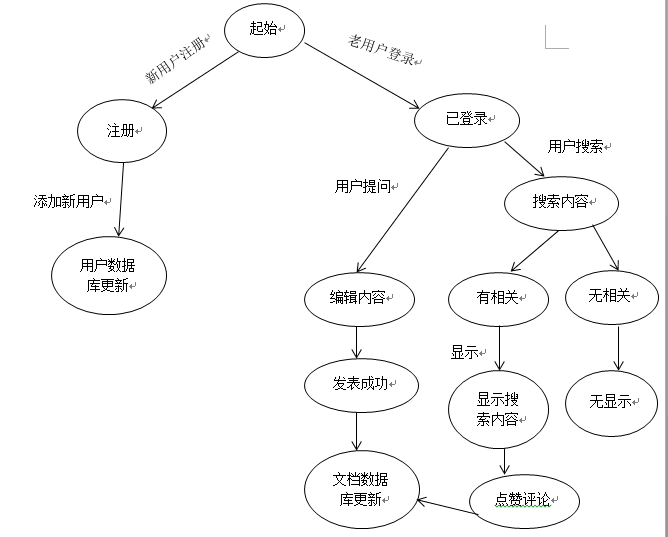 起始
新用户注册
老用户登录
注册
已登录
用户搜索
用户提问
添加新用户
搜索内容
用户数据
库更新
编辑内容
有相关
无相关
显示
发表成功
显示搜
索内容
无显示
文档数据
库更新
点赞评论